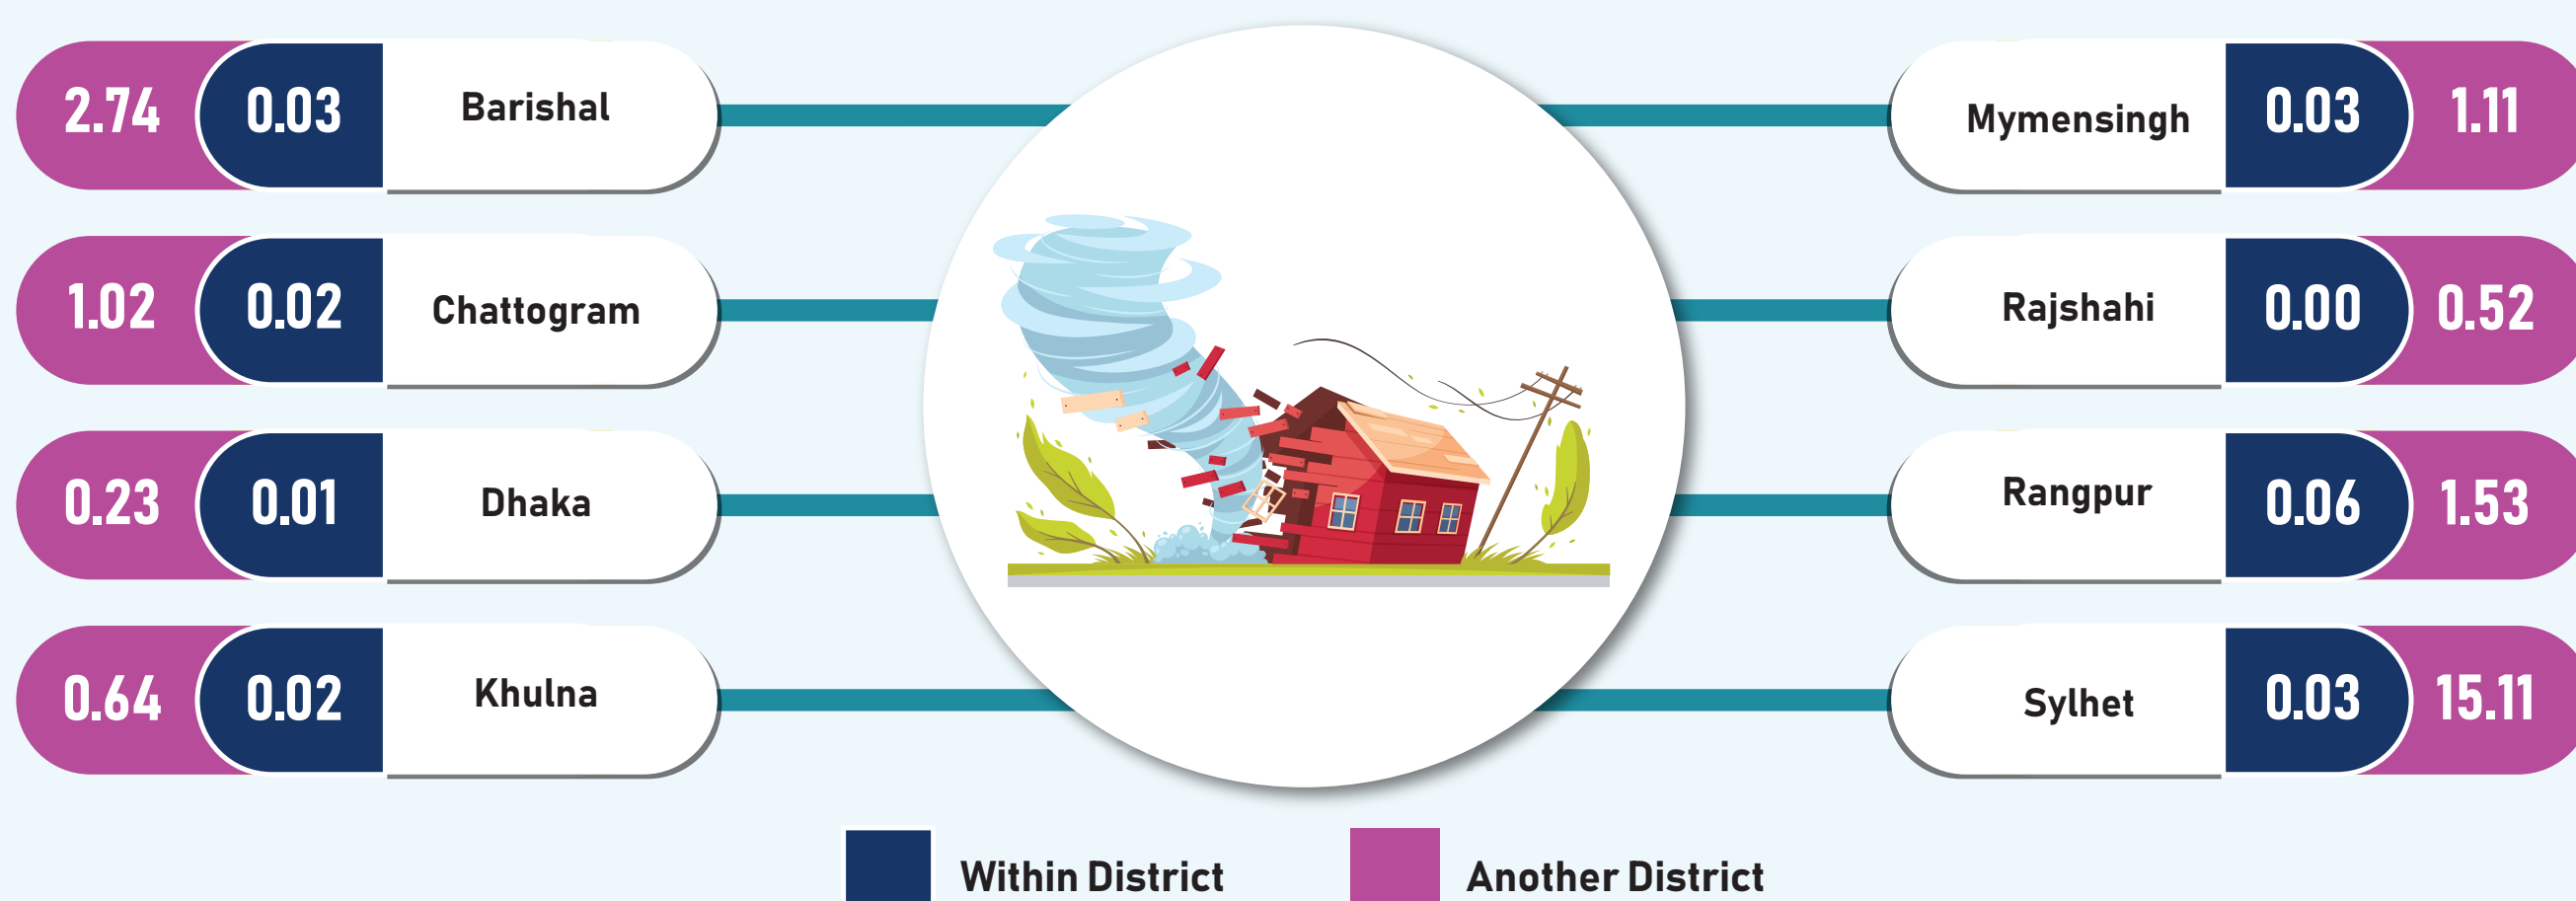 2.74 0.03 Barishal
Mymensingh 0.03 1.11
1.02 0.02 Chattogram
Rajshahi 0.00 0.52
0.23 0.01 Dhaka
Rangpur 0.06 1.53
0.64 0.02 Khulna
Sylhet 0.03 15.11
Within District
Another District